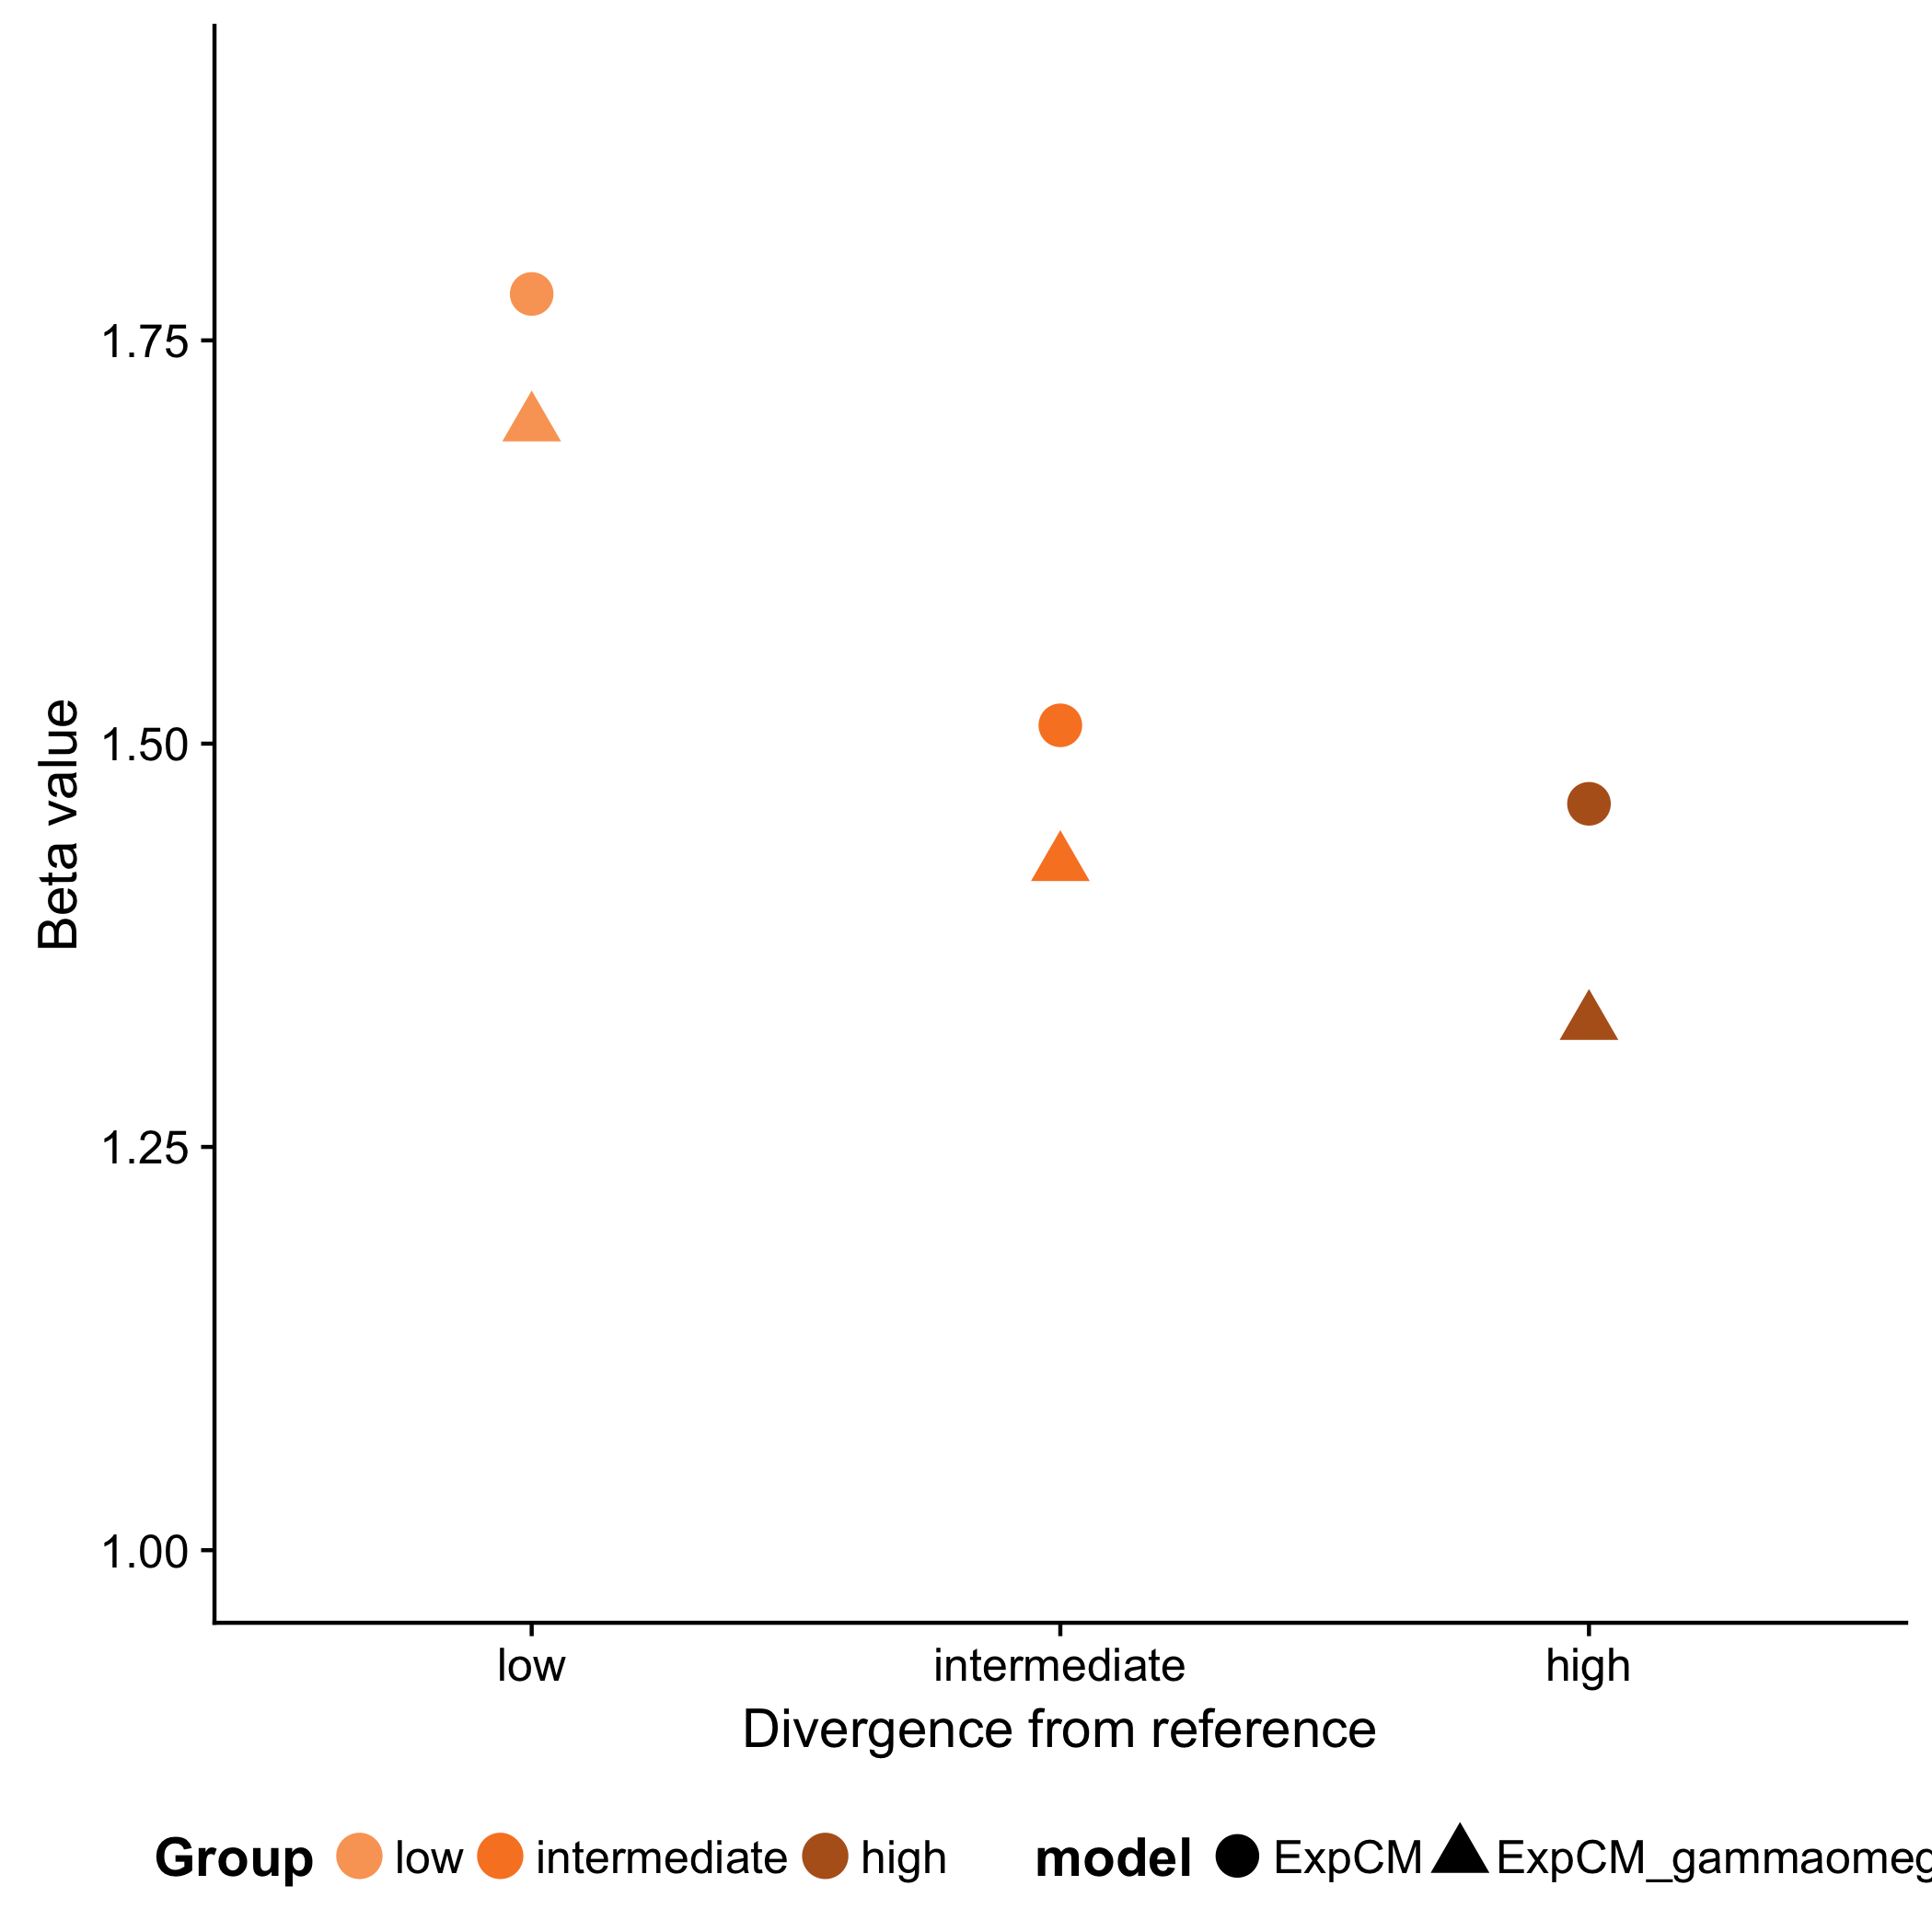 1.75
1.50
1.25
1.00
Beta value
low intermediate high
Divergence from reference
Group low intermediate high model ExpCM ExpCM_gammaomeg